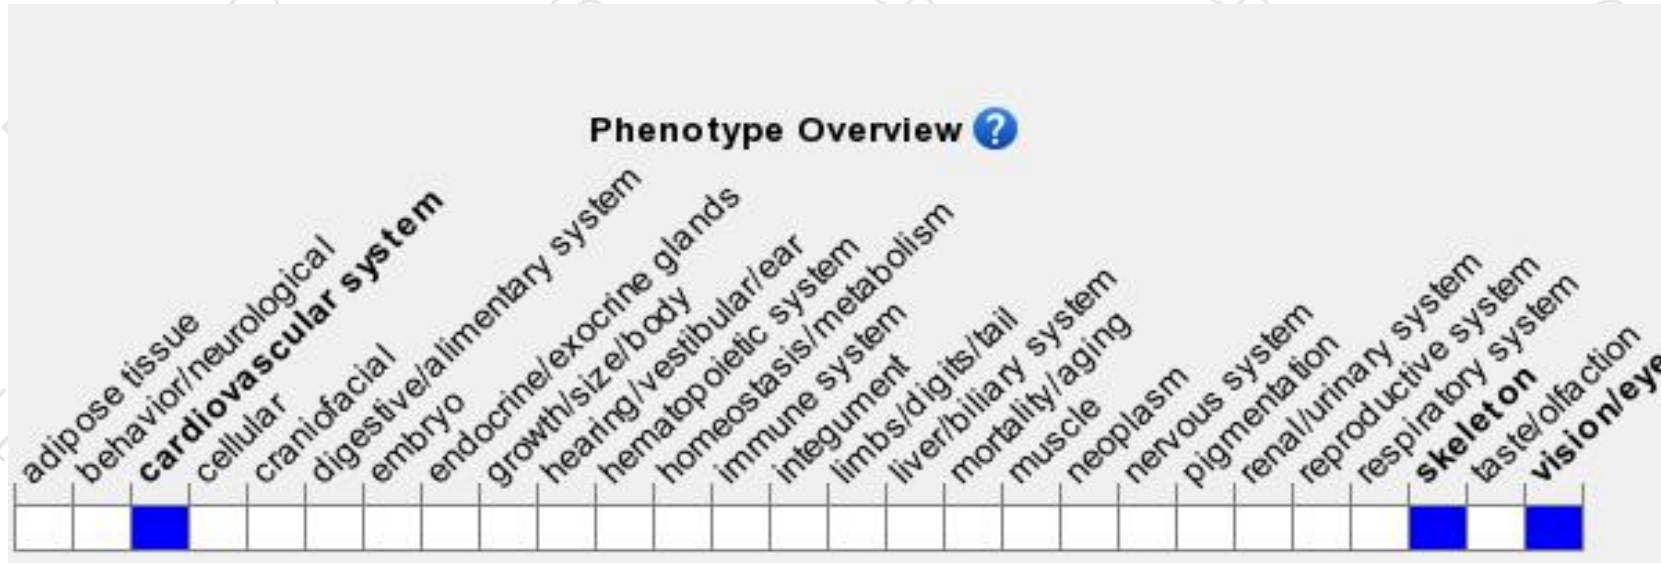 Phenotype Overview ?
adipose tissue
behavior/neurological
cardiovascular system
cellular
craniofacial
digestive/alimentary system
embryo
endocrine/exocrine glands
growth/size/body
hearing/vestibular/ear
hematopoietic system
homeostasis/metabolism
immune system
integument
limbs/digits/tail
liver/biliary system
mortality/aging
muscle
neoplasm
nervous system
pigmentation
renal/urinary system
reproductive system
respiratory system
skeleton
taste/olfaction
vision/eye